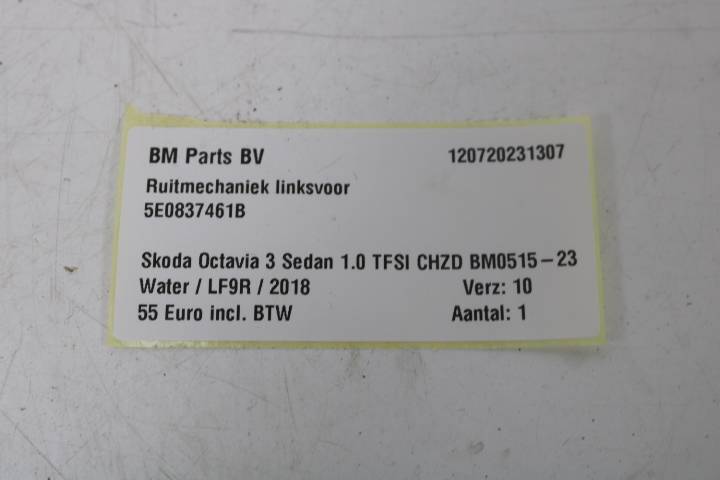 BM Parts BV 120720231307
Ruitmechaniek linksvoor
5E0837461B
Skoda Octavia 3 Sedan 1.0 TFSI CHZD BM0515-23
Water / LF9R / 2018 Verz: 10
55 Euro incl. BTW Aantal: 1